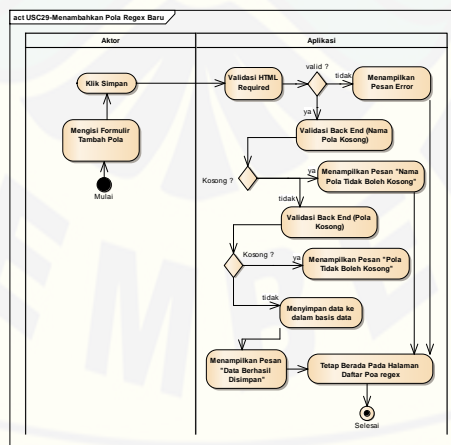 act USC29-Menambahkan Pola Regex Baru
Aktor
Aplikasi
Klik Simpan
Validasi HTML
Required
valid ?
tidak
Menampilkan
Pesan Error
ya
Mengisi Formulir
Tambah Pola
Mulai
Validasi Back End (Nama
Pola Kosong)
Kosong ?
ya
Menampilkan Pesan "Nama
Pola Tidak Boleh Kosong"
tidak
Validasi Back End (Pola
Kosong)
Kosong ?
ya
Menampilkan Pesan "Pola
Tidak Boleh Kosong"
tidak
Menyimpan data ke
dalam basis data
Menampilkan Pesan
"Data Berhasil
Disimpan"
Tetap Berada Pada Halaman
Daftar Poa regex
Selesai